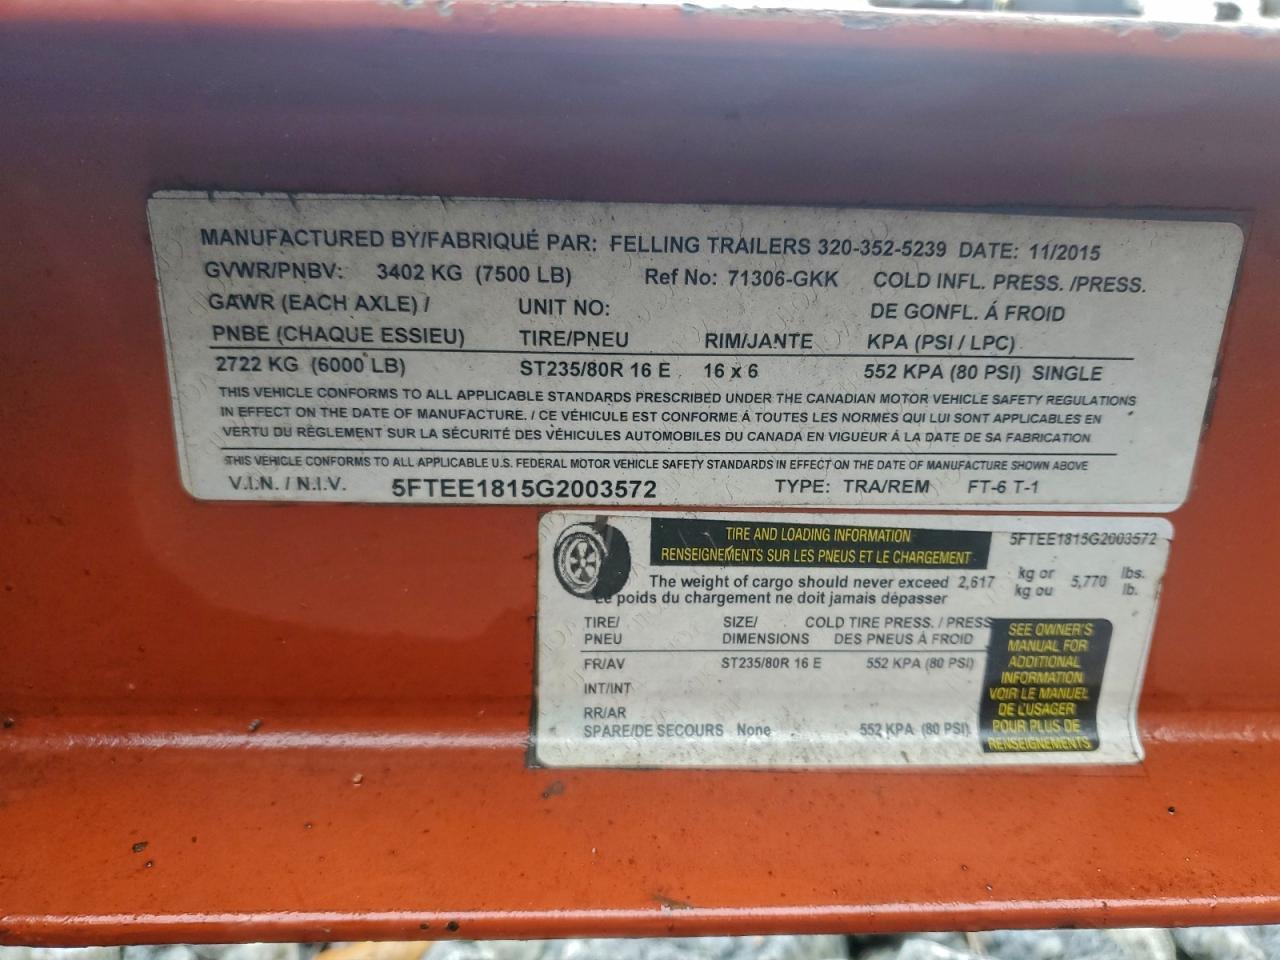 MANUFACTURED BY/FABRIQUÉ PAR: FELLING TRAILERS 320-352-5239 DATE: 11/2015
GVWR/PNBV: 3402 KG (7500 LB) Ref No: 71306-GKK COLD INFL. PRESS. /PRESS.
GAWR (EACH AXLE) / UNIT NO: DE GONFL. Á FROID
PNBE (CHAQUE ESSIEU) TIRE/PNEU RIM/JANTE KPA (PSI / LPC)
2722 KG (6000 LB) ST235/80R 16 E 16 x 6 552 KPA (80 PSI) SINGLE
THIS VEHICLE CONFORMS TO ALL APPLICABLE STANDARDS PRESCRIBED UNDER THE CANADIAN MOTOR VEHICLE SAFETY REGULATIONS
IN EFFECT ON THE DATE OF MANUFACTURE. / CE VÉHICULE EST CONFORME Á TOUTES LES NORMES QUI LUI SONT APPLICABLES EN
VERTU DU RÈGLEMENT SUR LA SÉCURITÉ DES VÉHICULES AUTOMOBILES DU CANADA EN VIGUEUR Á LA DATE DE SA FABRICATION
THIS VEHICLE CONFORMS TO ALL APPLICABLE U.S. FEDERAL MOTOR VEHICLE SAFETY STANDARDS IN EFFECT ON THE DATE OF MANUFACTURE SHOWN ABOVE
V.I.N. / N.I.V. 5FTEE1815G2003572 TYPE: TRA/REM FT-6 T-1
TIRE AND LOADING INFORMATION 5FTEE1815G2003572
RENSEIGNEMENTS SUR LES PNEUS ET LE CHARGEMENT
The weight of cargo should never exceed 2,617 kg or 5,770 lbs.
Le poids du chargement ne doit jamais dépasser kg ou lb.
TIRE/ SIZE/ COLD TIRE PRESS. / PRESS
PNEU DIMENSIONS DES PNEUS Á FROID
FR/AV ST235/80R 16 E 552 KPA (80 PSI)
INT/INT
RR/AR
SPARE/DE SECOURS None 552 KPA (80 PSI)
SEE OWNER'S
MANUAL FOR
ADDITIONAL
INFORMATION
VOIR LE MANUEL
DE L'USAGER
POUR PLUS DE
RENSEIGNEMENTS